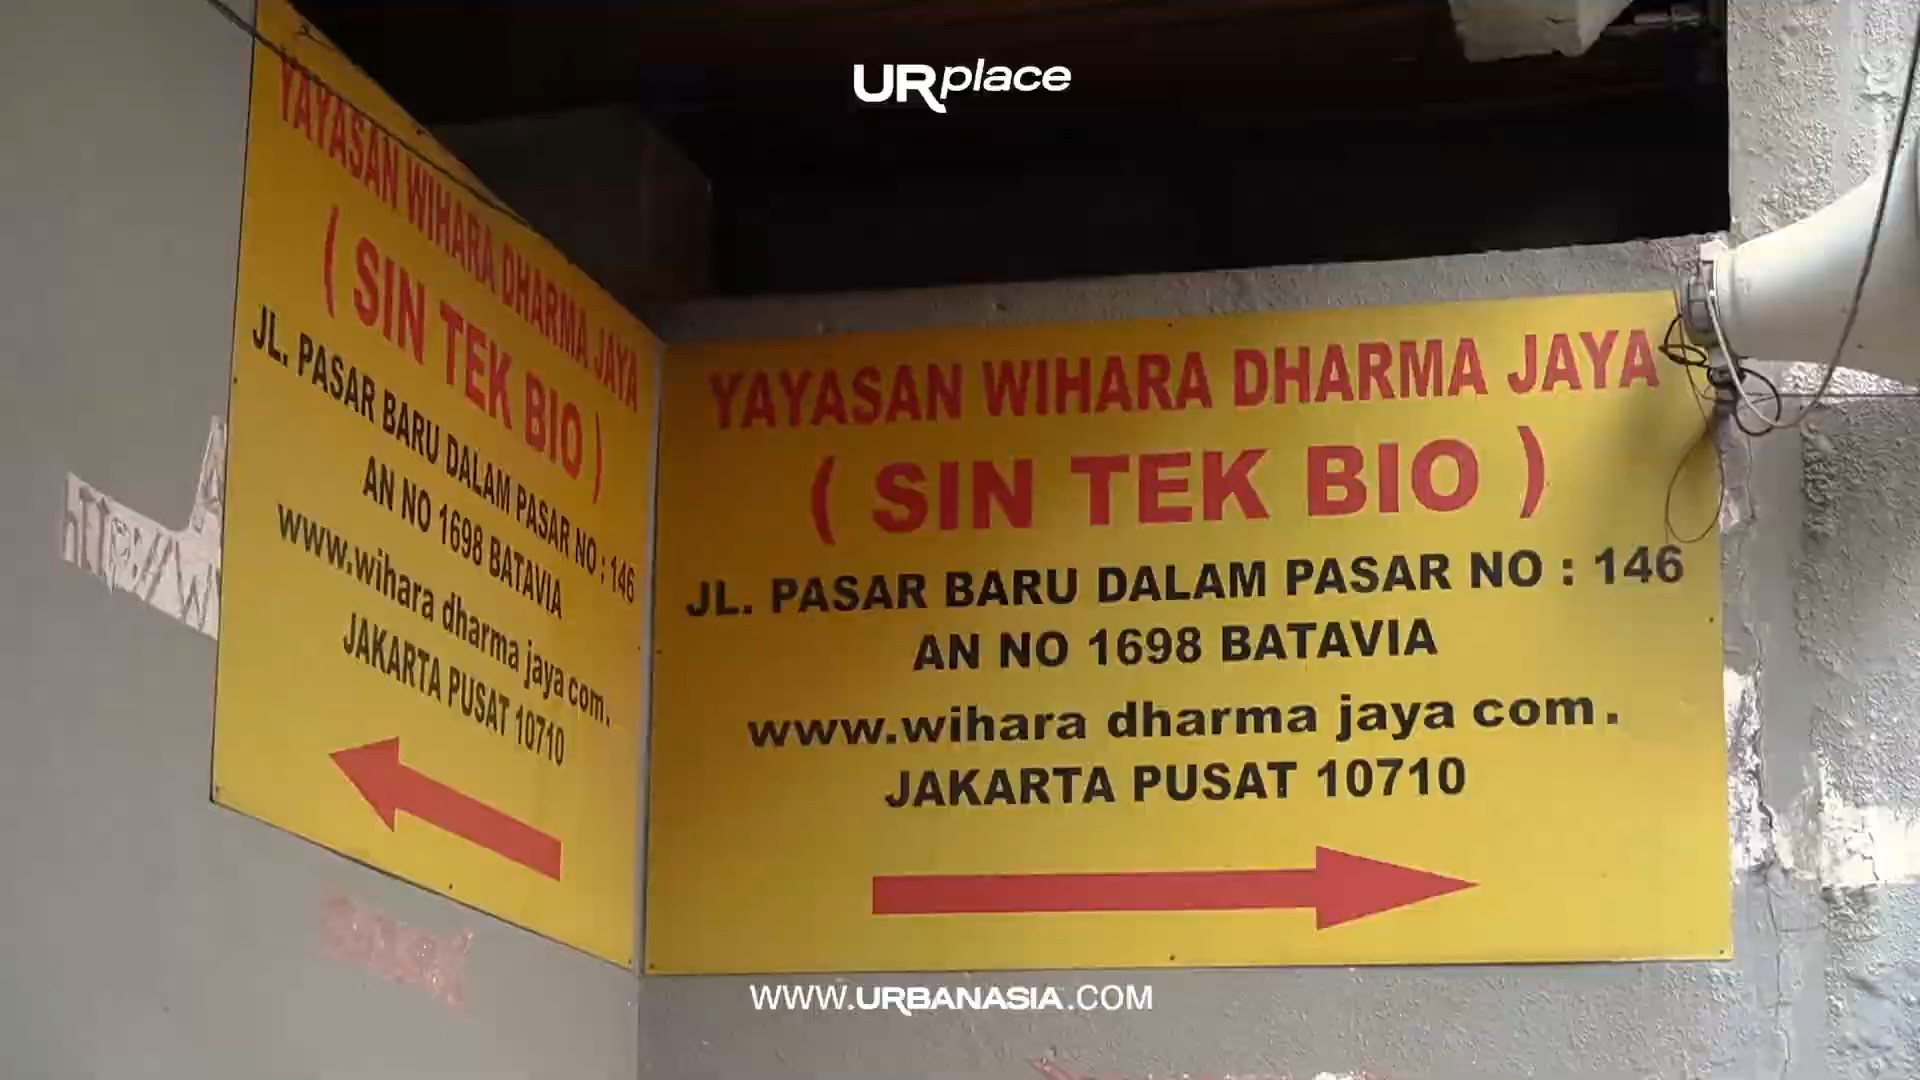 URplace
YAYASAN WIHARA DHARMA JAYA
( SIN TEK BIO )
JL. PASAR BARU DALAM PASAR NO : 146
AN NO 1698 BATAVIA
www.wihara dharma jaya com.
JAKARTA PUSAT 10710
YAYASAN WIHARA DHARMA JAYA
( SIN TEK BIO )
JL. PASAR BARU DALAM PASAR NO : 146
AN NO 1698 BATAVIA
www.wihara dharma jaya com.
JAKARTA PUSAT 10710
WWW.URBANASIA.COM